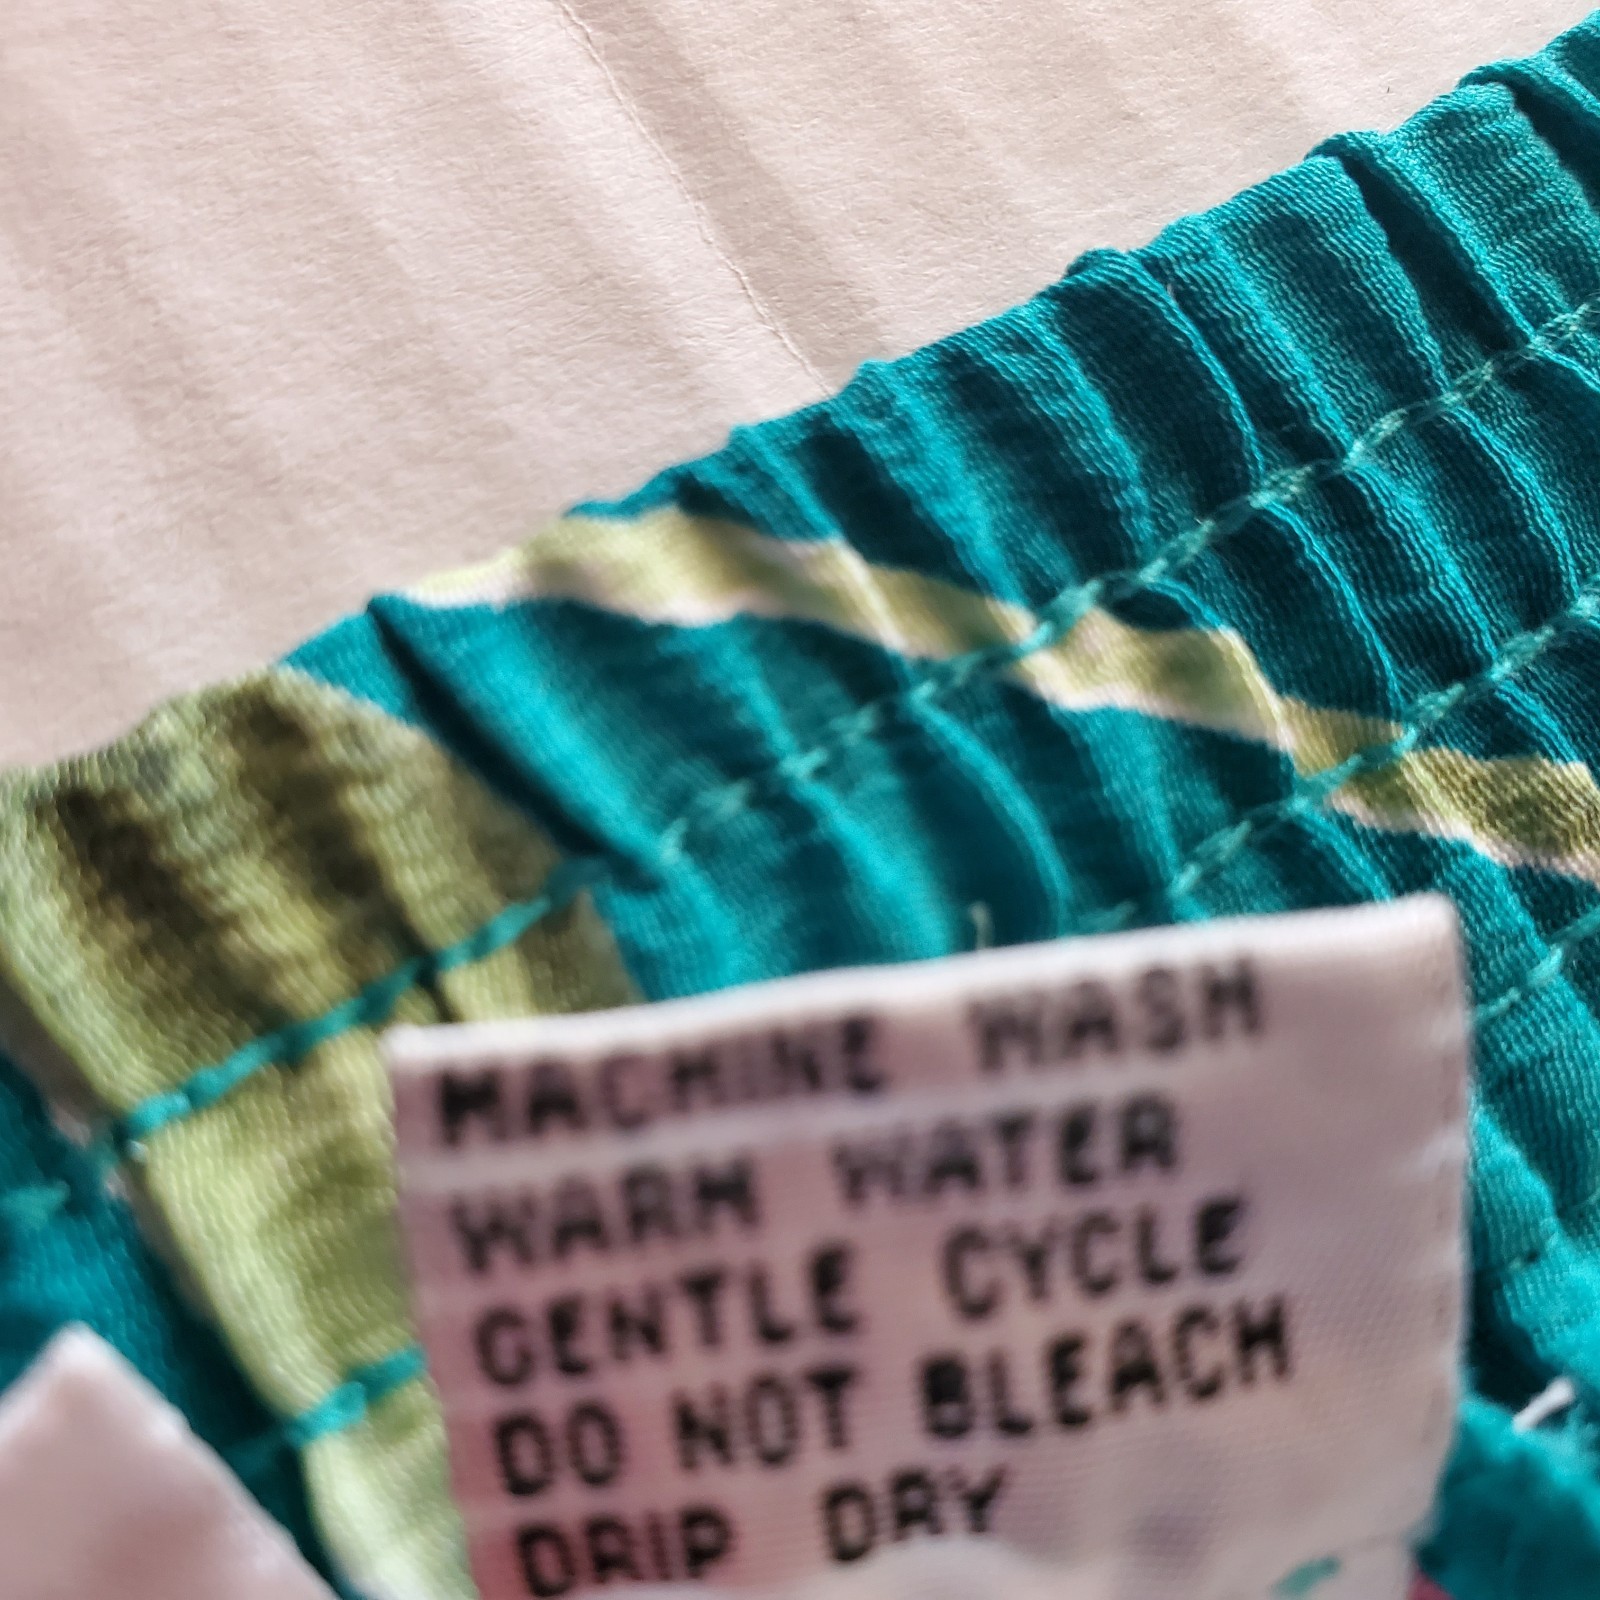 MACHINE WASH
WARM WATER
GENTLE CYCLE
DO NOT BLEACH
DRIP DRY